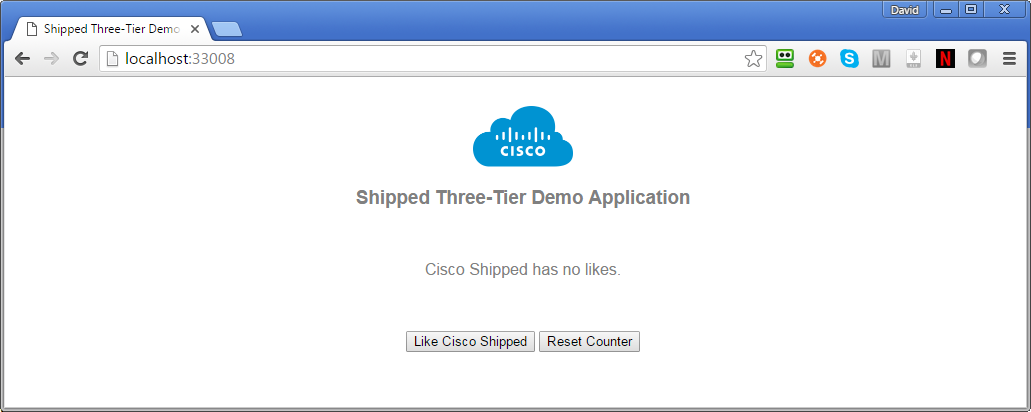 David
Shipped Three-Tier Demo
localhost:33008
CISCO
Shipped Three-Tier Demo Application
Cisco Shipped has no likes.
Like Cisco Shipped Reset Counter